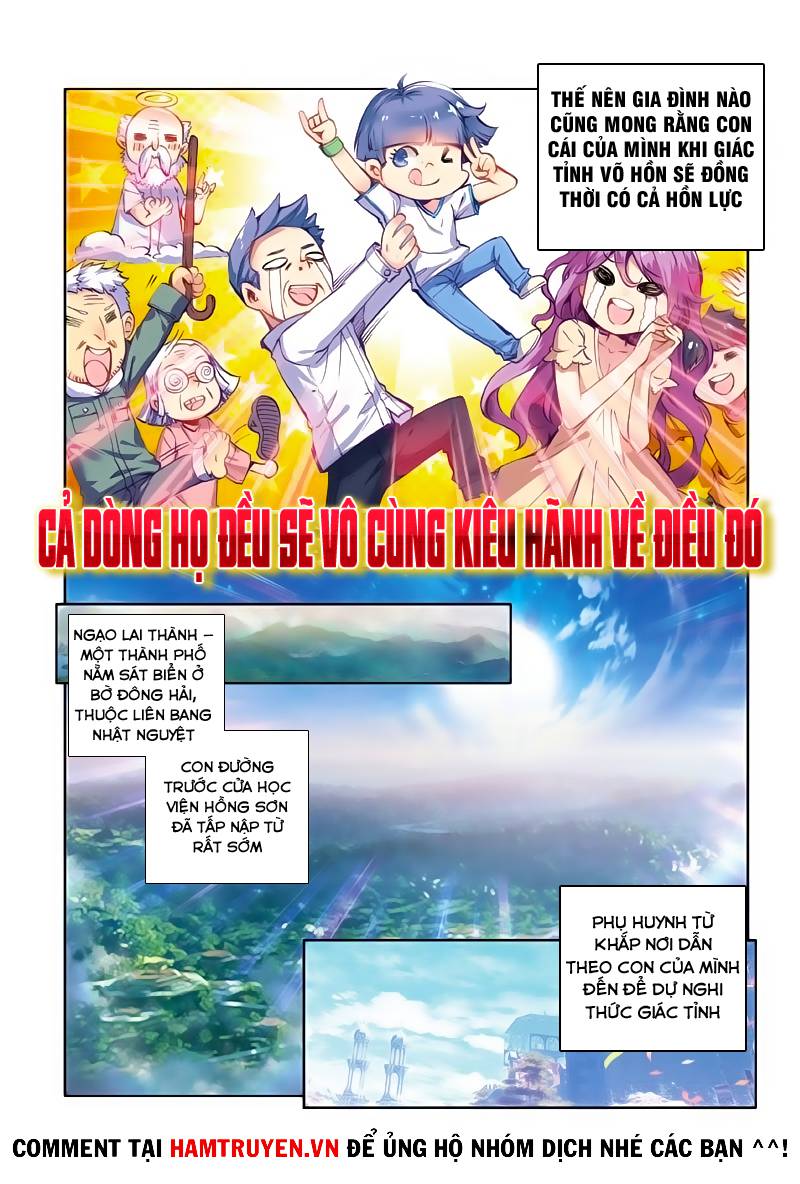 THẾ NÊN GIA ĐÌNH NÀO
CŨNG MONG RẰNG CON
CÁI CỦA MÌNH KHI GIÁC
TỈNH VÕ HỒN SẼ ĐỒNG
THỜI CÓ CẢ HỒN LỰC
CẢ DÒNG HỌ ĐỀU SẼ VÔ CÙNG KIÊU HÃNH VỀ ĐIỀU ĐÓ
NGẠO LAI THÀNH –
MỘT THÀNH PHỐ
NẰM SÁT BIỂN Ở
BỜ ĐÔNG HẢI,
THUỘC LIÊN BANG
NHẬT NGUYỆT
CON ĐƯỜNG
TRƯỚC CỬA HỌC
VIỆN HỒNG SƠN
ĐÃ TẤP NẬP TỪ
RẤT SỚM
PHỤ HUYNH TỪ
KHẮP NƠI DẪN
THEO CON CỦA MÌNH
ĐẾN ĐỂ DỰ NGHI
THỨC GIÁC TỈNH
COMMENT TẠI HAMTRUYEN.VN ĐỂ ỦNG HỘ NHÓM DỊCH NHÉ CÁC BẠN ^^!